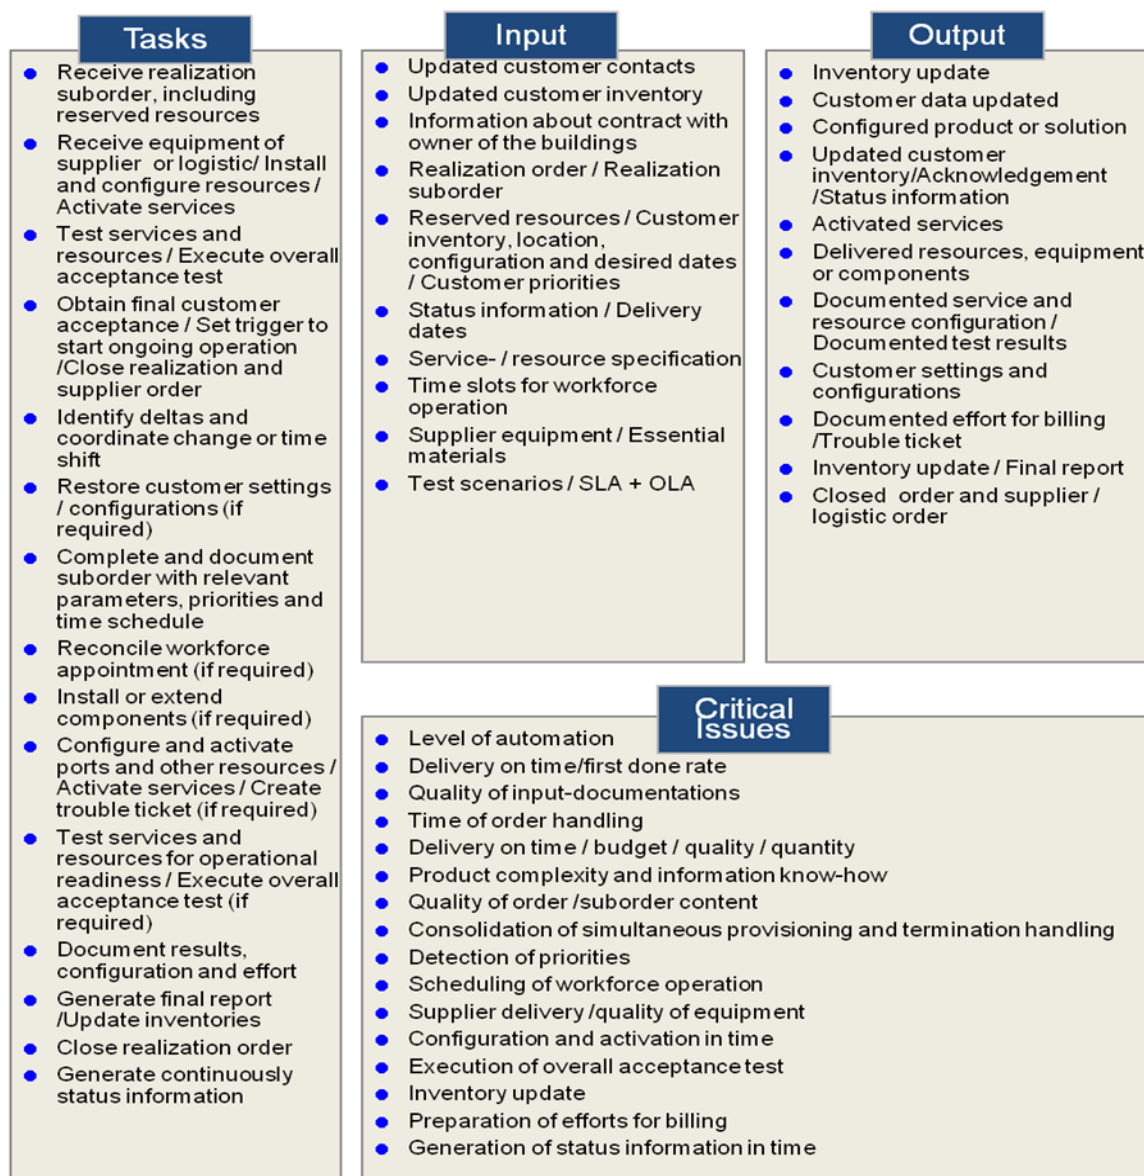 Tasks
Receive realization
suborder, including
reserved resources
Receive equipment of
supplier or logistic/ Install
and configure resources /
Activate services
Test services and
resources / Execute overall
acceptance test
Obtain final customer
acceptance / Set trigger to
start ongoing operation
/Close realization and
supplier order
Identify deltas and
coordinate change or time
shift
Restore customer settings
/ configurations (if
required)
Complete and document
suborder with relevant
parameters, priorities and
time schedule
Reconcile workforce
appointment (if required)
Install or extend
components (if required)
Configure and activate
ports and other resources /
Activate services / Create
trouble ticket (if required)
Test services and
resources for operational
readiness / Execute overall
acceptance test (if
required)
Document results,
configuration and effort
Generate final report
/Update inventories
Close realization order
Generate continuously
status information
Input
Updated customer contacts
Updated customer inventory
Information about contract with
owner of the buildings
Realization order / Realization
suborder
Reserved resources / Customer
inventory, location,
configuration and desired dates
/ Customer priorities
Status information / Delivery
dates
Service- / resource specification
Time slots for workforce
operation
Supplier equipment / Essential
materials
Test scenarios / SLA + OLA
Output
Inventory update
Customer data updated
Configured product or solution
Updated customer
inventory/Acknowledgement
/Status information
Activated services
Delivered resources, equipment
or components
Documented service and
resource configuration /
Documented test results
Customer settings and
configurations
Documented effort for billing
/Trouble ticket
Inventory update / Final report
Closed order and supplier /
logistic order
Critical
Issues
Level of automation
Delivery on time/first done rate
Quality of input-documentations
Time of order handling
Delivery on time / budget / quality / quantity
Product complexity and information know-how
Quality of order /suborder content
Consolidation of simultaneous provisioning and termination handling
Detection of priorities
Scheduling of workforce operation
Supplier delivery /quality of equipment
Configuration and activation in time
Execution of overall acceptance test
Inventory update
Preparation of efforts for billing
Generation of status information in time